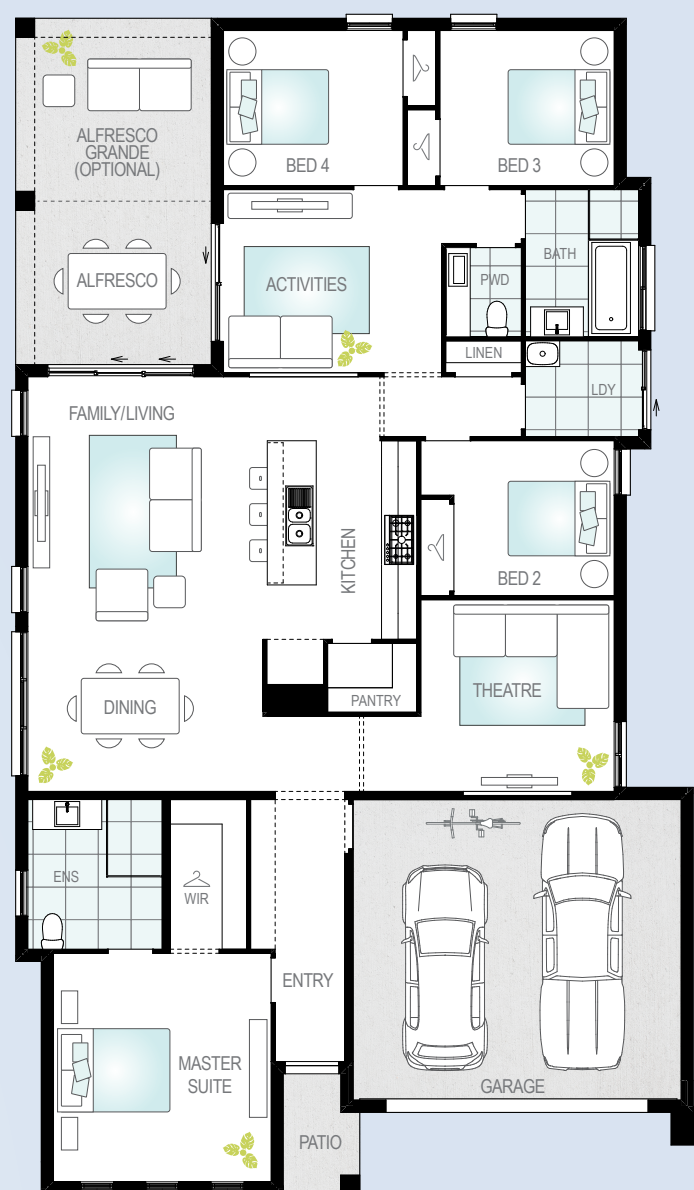 ALFRESCO
GRANDE
(OPTIONAL)
BED 4
BED 3
ALFRESCO
ACTIVITIES
PWD
BATH
LINEN
LDY
FAMILY/LIVING
KITCHEN
BED 2
THEATRE
PANTRY
DINING
ENS
WIR
ENTRY
MASTER
SUITE
GARAGE
PATIO